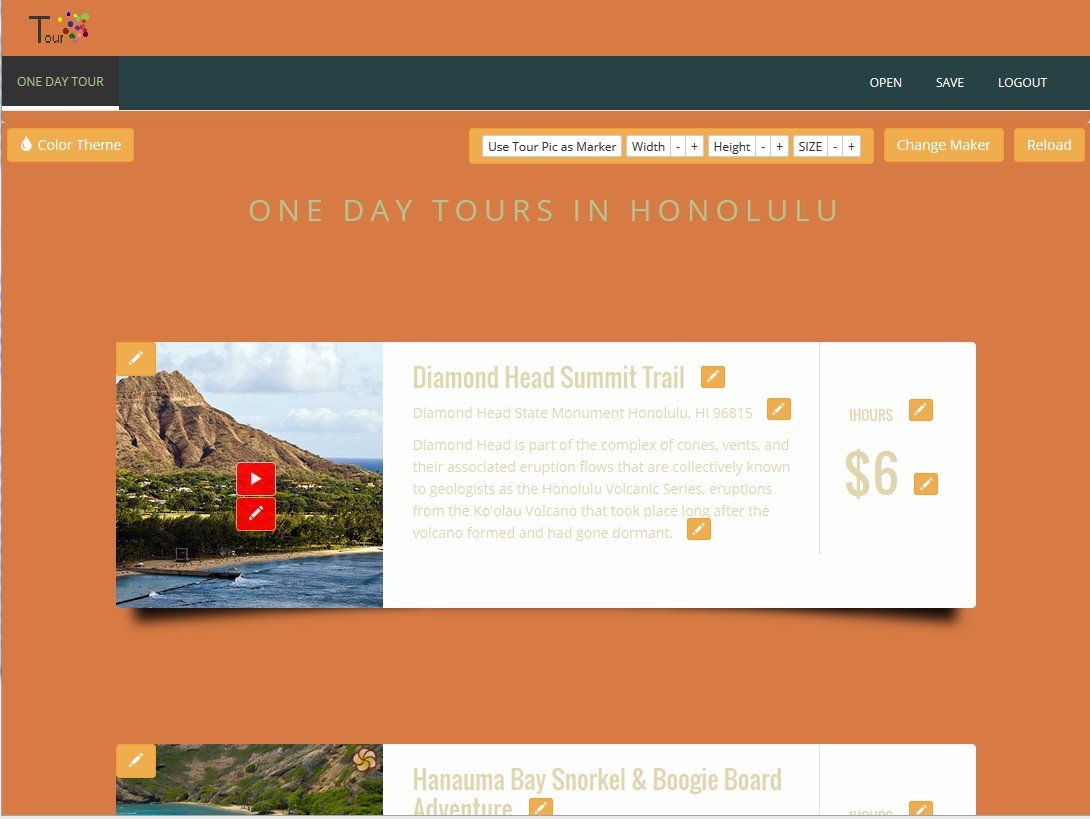 Tour
ONE DAY TOUR
OPEN SAVE LOGOUT
Color Theme
Use Tour Pic as Marker Width - + Height - + SIZE - +
Change Marker
Reload
ONE DAY TOURS IN HONOLULU
Diamond Head Summit Trail
Diamond Head State Monument Honolulu, HI 96815
Diamond Head is part of the complex of cones, vents, and
their associated eruption flows that are collectively known
to geologists as the Honolulu Volcanic Series, eruptions
from the Ko'olau Volcano that took place long after the
volcano formed and had gone dormant.
1HOURS
$6
Hanauma Bay Snorkel & Boogie Board
Adventure
1HOURS